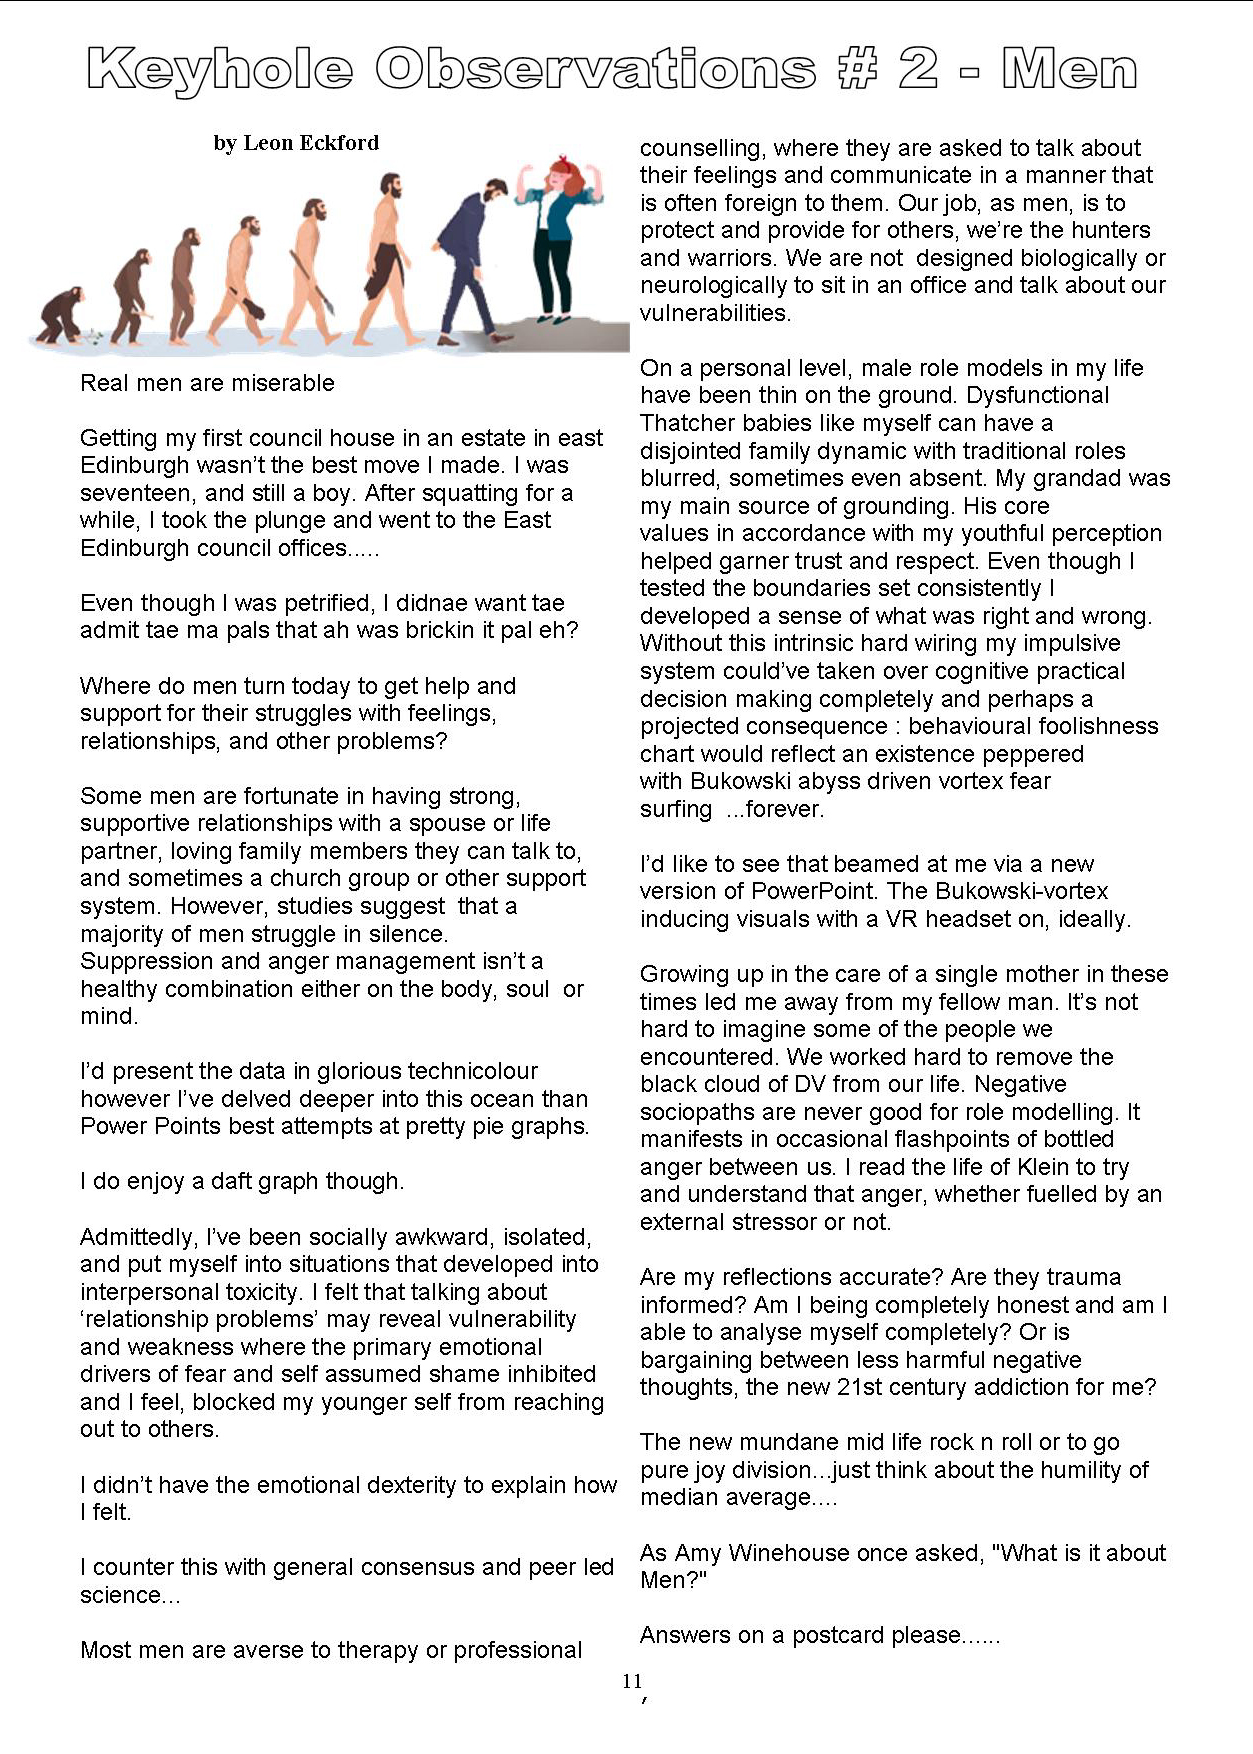 Keyhole Observations # 2 - Men
by Leon Eckford
Real men are miserable
Getting my first council house in an estate in east
Edinburgh wasn’t the best move I made. I was
seventeen, and still a boy. After squatting for a
while, I took the plunge and went to the East
Edinburgh council offices.....
Even though I was petrified, I didnae want tae
admit tae ma pals that ah was brickin it pal eh?
Where do men turn today to get help and
support for their struggles with feelings,
relationships, and other problems?
Some men are fortunate in having strong,
supportive relationships with a spouse or life
partner, loving family members they can talk to,
and sometimes a church group or other support
system. However, studies suggest  that a
majority of men struggle in silence.
Suppression and anger management isn’t a
healthy combination either on the body, soul  or
mind.
I’d present the data in glorious technicolour
however I’ve delved deeper into this ocean than
Power Points best attempts at pretty pie graphs.
I do enjoy a daft graph though.
Admittedly, I’ve been socially awkward, isolated,
and put myself into situations that developed into
interpersonal toxicity. I felt that talking about
‘relationship problems’ may reveal vulnerability
and weakness where the primary emotional
drivers of fear and self assumed shame inhibited
and I feel, blocked my younger self from reaching
out to others.
I didn’t have the emotional dexterity to explain how
I felt.
I counter this with general consensus and peer led
science...
Most men are averse to therapy or professional
counselling, where they are asked to talk about
their feelings and communicate in a manner that
is often foreign to them. Our job, as men, is to
protect and provide for others, we’re the hunters
and warriors. We are not  designed biologically or
neurologically to sit in an office and talk about our
vulnerabilities.
On a personal level, male role models in my life
have been thin on the ground. Dysfunctional
Thatcher babies like myself can have a
disjointed family dynamic with traditional roles
blurred, sometimes even absent. My grandad was
my main source of grounding. His core
values in accordance with my youthful perception
helped garner trust and respect. Even though I
tested the boundaries set consistently I
developed a sense of what was right and wrong.
Without this intrinsic hard wiring my impulsive
system could’ve taken over cognitive practical
decision making completely and perhaps a
projected consequence : behavioural foolishness
chart would reflect an existence peppered
with Bukowski abyss driven vortex fear
surfing  ...forever.
I’d like to see that beamed at me via a new
version of PowerPoint. The Bukowski-vortex
inducing visuals with a VR headset on, ideally.
Growing up in the care of a single mother in these
times led me away from my fellow man. It’s not
hard to imagine some of the people we
encountered. We worked hard to remove the
black cloud of DV from our life. Negative
sociopaths are never good for role modelling. It
manifests in occasional flashpoints of bottled
anger between us. I read the life of Klein to try
and understand that anger, whether fuelled by an
external stressor or not.
Are my reflections accurate? Are they trauma
informed? Am I being completely honest and am I
able to analyse myself completely? Or is
bargaining between less harmful negative
thoughts, the new 21st century addiction for me?
The new mundane mid life rock n roll or to go
pure joy division...just think about the humility of
median average....
As Amy Winehouse once asked, "What is it about
Men?"
Answers on a postcard please......
11
,